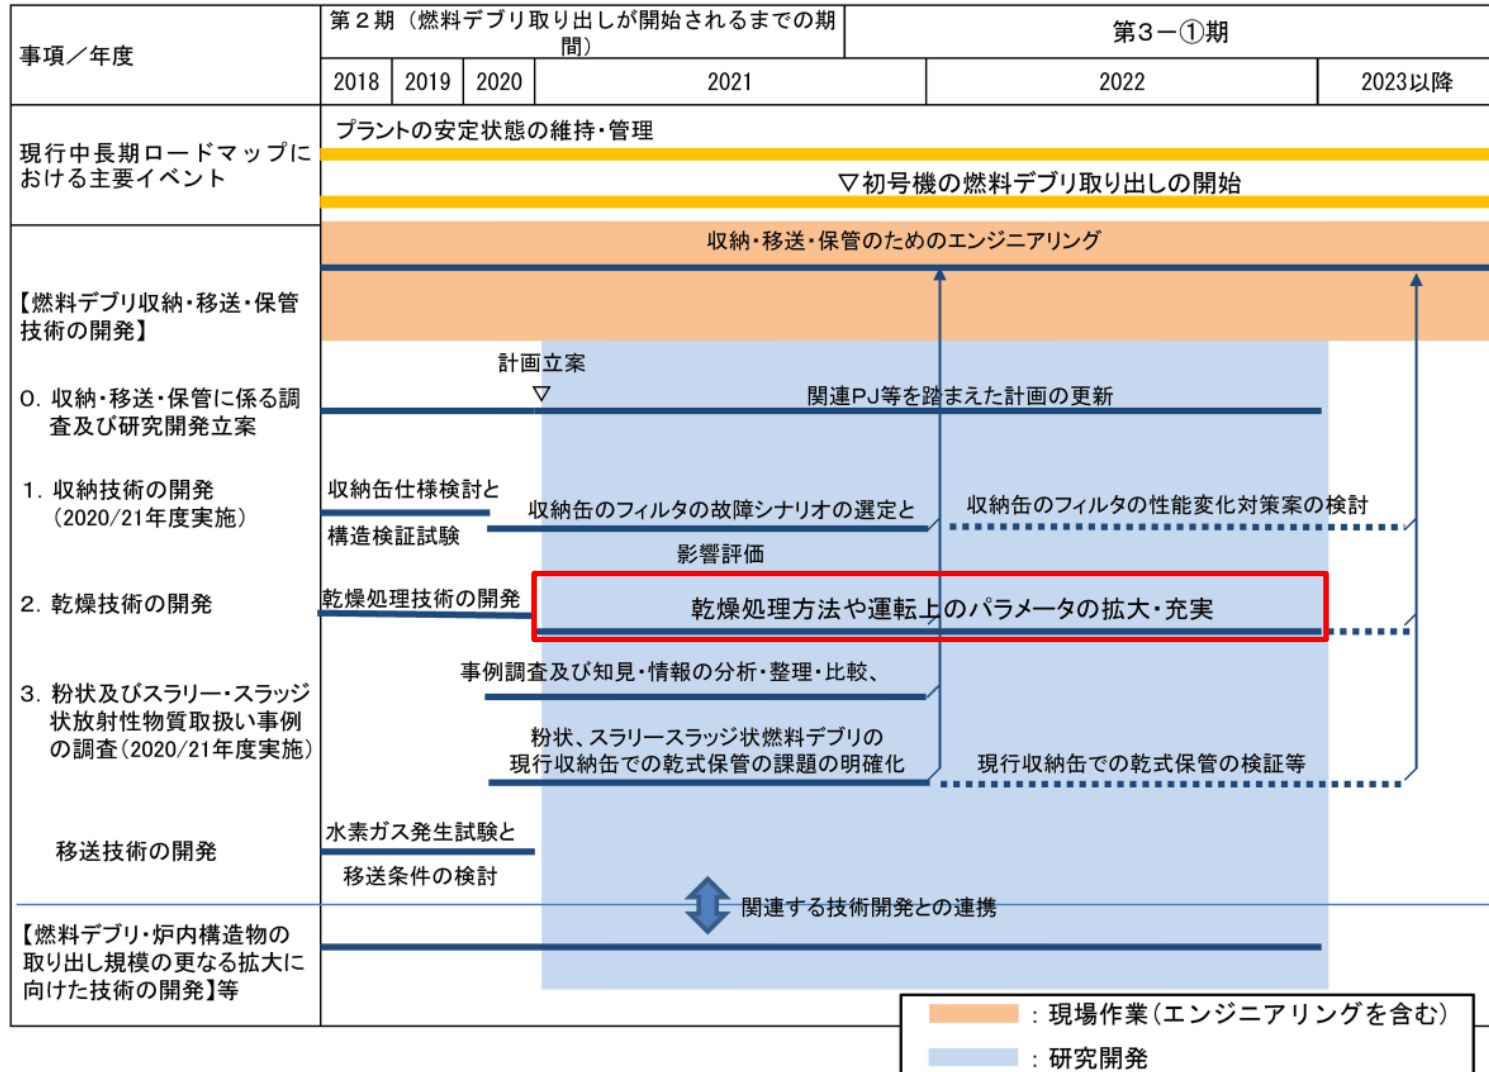 事項／年度
第２期（燃料デブリ取り出しが開始されるまでの期
間）
第3－①期
2018
2019
2020
2021
2022
2023以降
現行中長期ロードマップに
おける主要イベント
プラントの安定状態の維持・管理
▽初号機の燃料デブリ取り出しの開始
収納・移送・保管のためのエンジニアリング
【燃料デブリ収納・移送・保管
技術の開発】
計画立案
▽
0．収納・移送・保管に係る調
査及び研究開発立案
関連PJ等を踏まえた計画の更新
1．収納技術の開発
（2020/21年度実施）
収納缶仕様検討と
構造検証試験
収納缶のフィルタの故障シナリオの選定と
影響評価
収納缶のフィルタの性能変化対策案の検討
2．乾燥技術の開発
乾燥処理技術の開発
乾燥処理方法や運転上のパラメータの拡大・充実
3．粉状及びスラリー・スラッジ
状放射性物質取扱い事例
の調査（2020/21年度実施）
事例調査及び知見・情報の分析・整理・比較、
粉状、スラリースラッジ状燃料デブリの
現行収納缶での乾式保管の課題の明確化
現行収納缶での乾式保管の検証等
移送技術の開発
水素ガス発生試験と
移送条件の検討
関連する技術開発との連携
【燃料デブリ・炉内構造物の
取り出し規模の更なる拡大に
向けた技術の開発】等
：現場作業（エンジニアリングを含む）
：研究開発